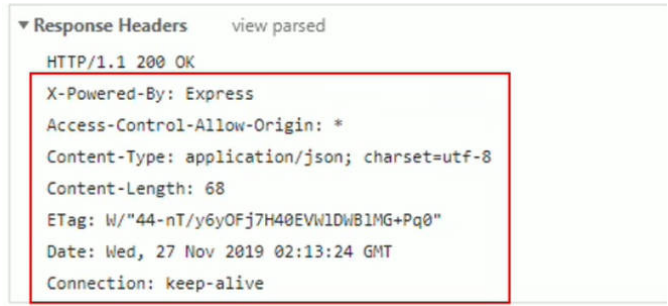 ▼ Response Headers view parsed
HTTP/1.1 200 OK
X-Powered-By: Express
Access-Control-Allow-Origin: *
Content-Type: application/json; charset=utf-8
Content-Length: 68
ETag: W/"44-nT/y6yOFj7H40EVWlDWBlMG+Pq0"
Date: Wed, 27 Nov 2019 02:13:24 GMT
Connection: keep-alive